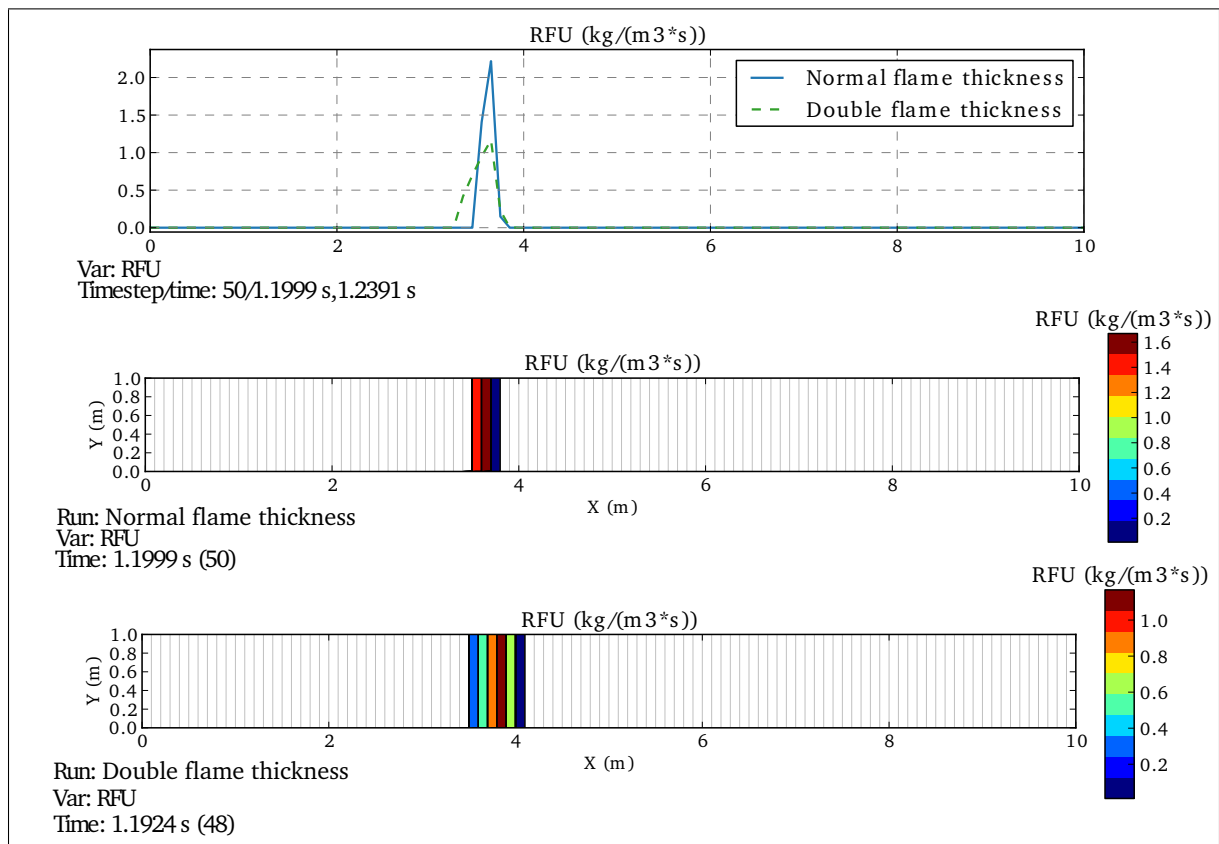 RFU (kg/(m3*s))
2.0
1.5
1.0
0.5
0.0
Normal flame thickness
Double flame thickness
0 2 4 6 8 10
Var: RFU
Timestep/time: 50/1.1999 s,1.2391 s
RFU (kg/(m3*s))
RFU (kg/(m3*s))
1.0
0.8
0.6
0.4
0.2
0.0
Y (m)
0 2 4 6 8 10
X (m)
1.6
1.4
1.2
1.0
0.8
0.6
0.4
0.2
Run: Normal flame thickness
Var: RFU
Time: 1.1999 s (50)
RFU (kg/(m3*s))
RFU (kg/(m3*s))
1.0
0.8
0.6
0.4
0.2
0.0
Y (m)
0 2 4 6 8 10
X (m)
1.0
0.8
0.6
0.4
0.2
Run: Double flame thickness
Var: RFU
Time: 1.1924 s (48)